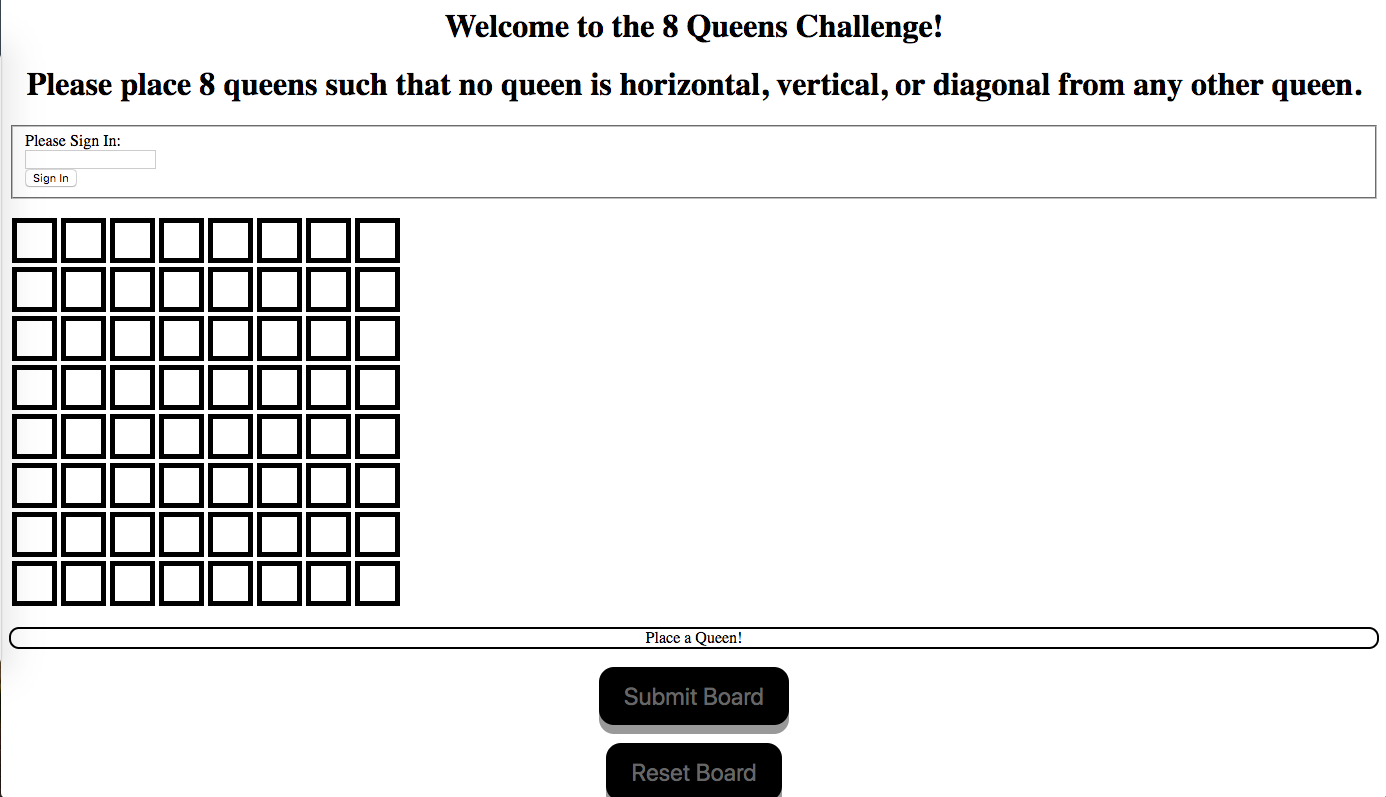 Welcome to the 8 Queens Challenge!
Please place 8 queens such that no queen is horizontal, vertical, or diagonal from any other queen.
Please Sign In:
Sign In
Place a Queen!
Submit Board
Reset Board